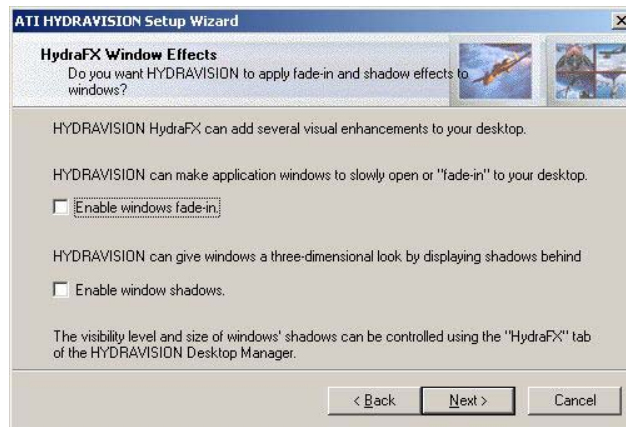 ATI HYDRAVISION Setup Wizard
HydraFX Window Effects
Do you want HYDRAVISION to apply fade-in and shadow effects to
windows?
HYDRAVISION HydraFX can add several visual enhancements to your desktop.
HYDRAVISION can make application windows to slowly open or "fade-in" to your desktop.
Enable windows fade-in.
HYDRAVISION can give windows a three-dimensional look by displaying shadows behind
Enable window shadows.
The visibility level and size of windows' shadows can be controlled using the "HydraFX" tab
of the HYDRAVISION Desktop Manager.
< Back Next > Cancel